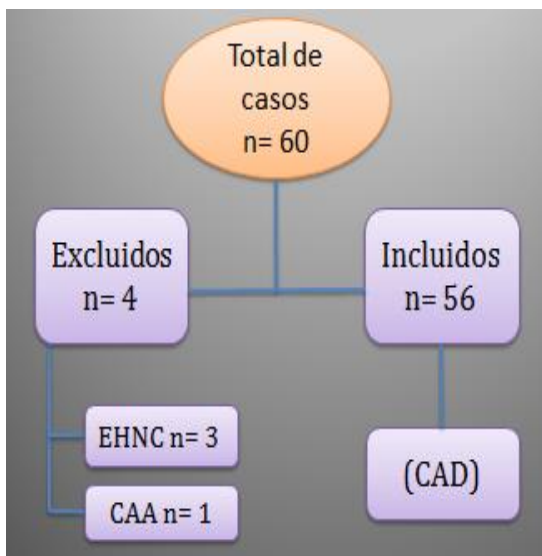 Total de
casos
n= 60
Excluidos
n= 4
Incluidos
n= 56
EHNC n= 3
CAA n= 1
(CAD)